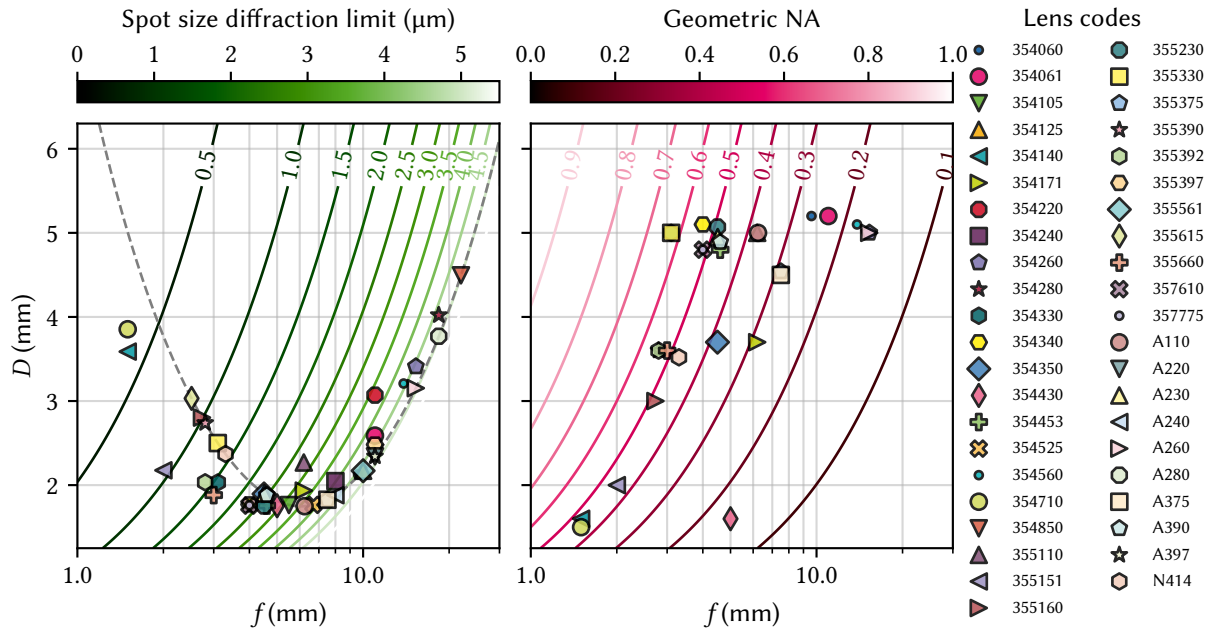 Spot size diffraction limit (μm)
0 1 2 3 4 5
Geometric NA
0.0 0.2 0.4 0.6 0.8 1.0
Lens codes
6
5
4
3
2
D (mm)
0.5 1.0 1.5 2.0 2.5 3.0 3.5 4.0 4.5
1.0 10.0
f (mm)
0.9 0.8 0.7 0.6 0.5 0.4 0.3 0.2 0.1
1.0 10.0
f (mm)
354060
354061
354105
354125
354140
354171
354220
354240
354260
354280
354330
354340
354350
354430
354453
354525
354560
354710
354850
355110
355151
355160
355230
355330
355375
355390
355392
355397
355561
355615
355660
357610
357775
A110
A220
A230
A240
A260
A280
A375
A390
A397
N414